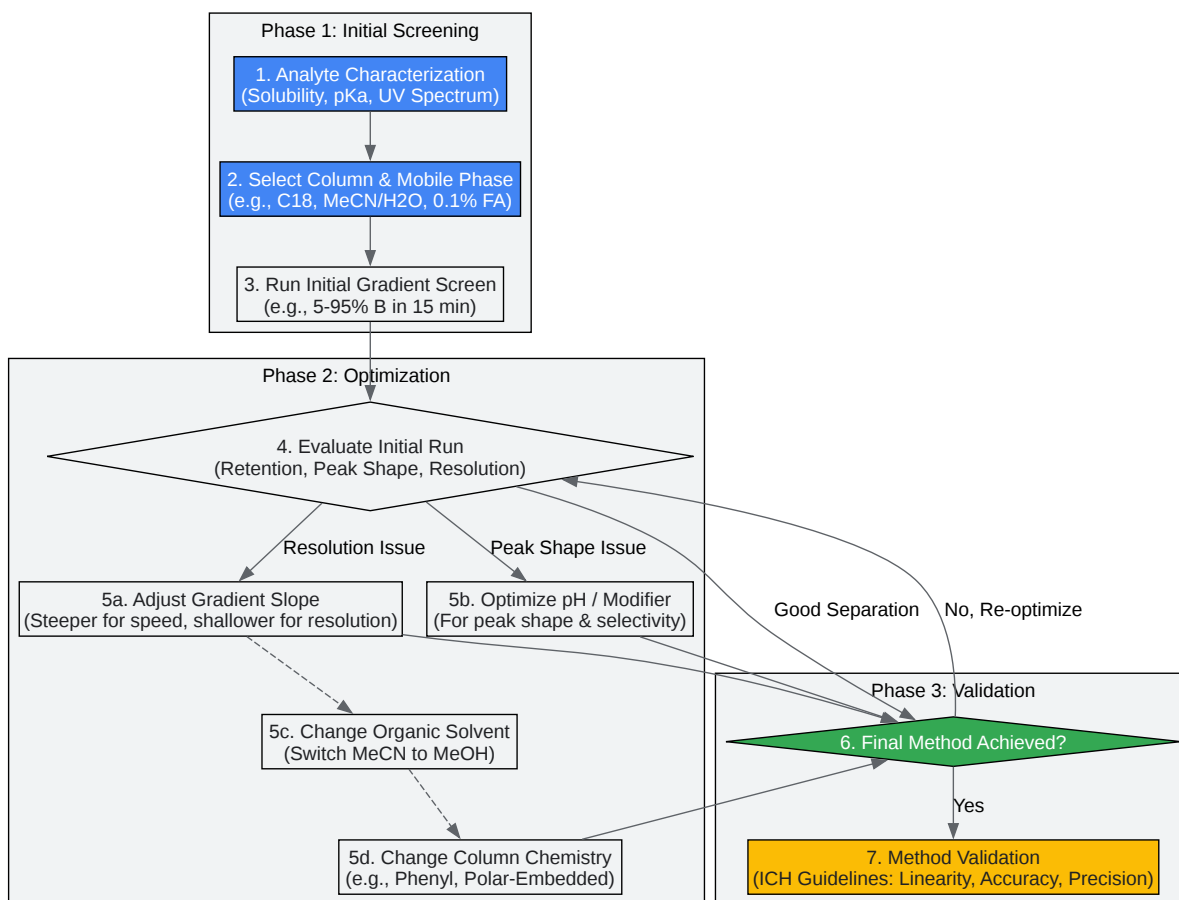 Phase 1: Initial Screening
1. Analyte Characterization
(Solubility, pKa, UV Spectrum)
2. Select Column & Mobile Phase
(e.g., C18, MeCN/H2O, 0.1% FA)
3. Run Initial Gradient Screen
(e.g., 5-95% B in 15 min)
Phase 2: Optimization
4. Evaluate Initial Run
(Retention, Peak Shape, Resolution)
Resolution Issue
Peak Shape Issue
5a. Adjust Gradient Slope
(Steeper for speed, shallower for resolution)
5b. Optimize pH / Modifier
(For peak shape & selectivity)
Good Separation
No, Re-optimize
5c. Change Organic Solvent
(Switch MeCN to MeOH)
Phase 3: Validation
6. Final Method Achieved?
Yes
5d. Change Column Chemistry
(e.g., Phenyl, Polar-Embedded)
7. Method Validation
(ICH Guidelines: Linearity, Accuracy, Precision)